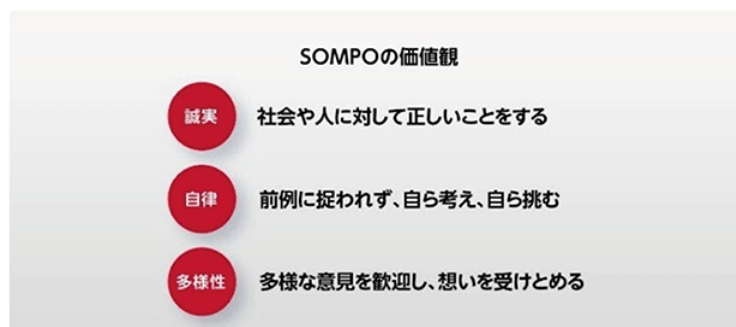 SOMPOの価値観
誠実 社会や人に対して正しいことをする
自律 前例に捉われず、自ら考え、自ら挑む
多様性 多様な意見を歓迎し、想いを受けとめる